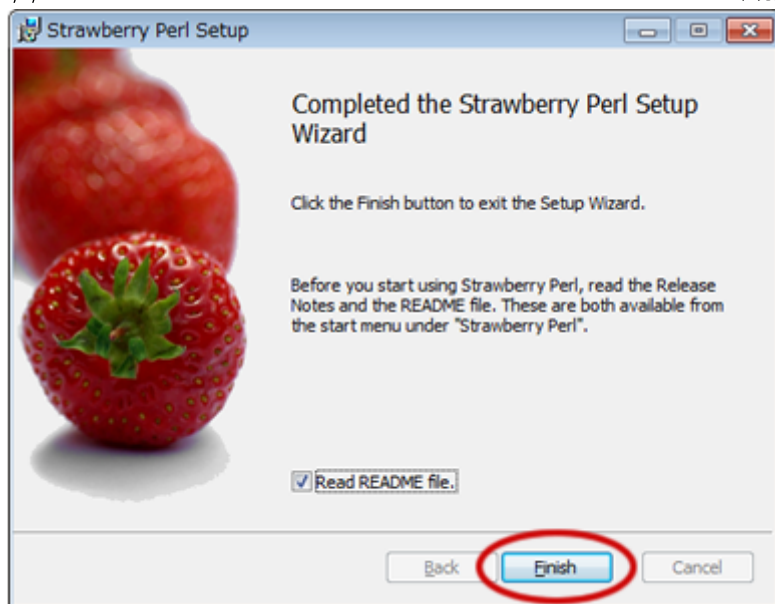 Strawberry Perl Setup
Completed the Strawberry Perl Setup
Wizard
Click the Finish button to exit the Setup Wizard.
Before you start using Strawberry Perl, read the Release
Notes and the README file. These are both available from
the start menu under "Strawberry Perl".
Read README file.
Back Finish Cancel